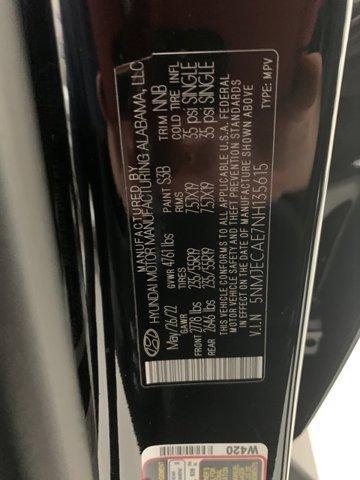 MANUFACTURED BY
HYUNDAI MOTOR MANUFACTURING ALABAMA, LLC
May/26/22 GVWR 4761 lbs PAINT S3B TRIM NNB
TIRES RIMS COLD TIRE INFL
FRONT 2778 lbs 235/55R19 7.5JX19 35 psi SINGLE
REAR 2646 lbs 235/55R19 7.5JX19 35 psi SINGLE
THIS VEHICLE CONFORMS TO ALL APPLICABLE U.S.A. FEDERAL
MOTOR VEHICLE SAFETY AND THEFT PREVENTION STANDARDS
IN EFFECT ON THE DATE OF MANUFACTURE SHOWN ABOVE
V.I.N 5NMJECAE7NH135615 TYPE: MPV
W420